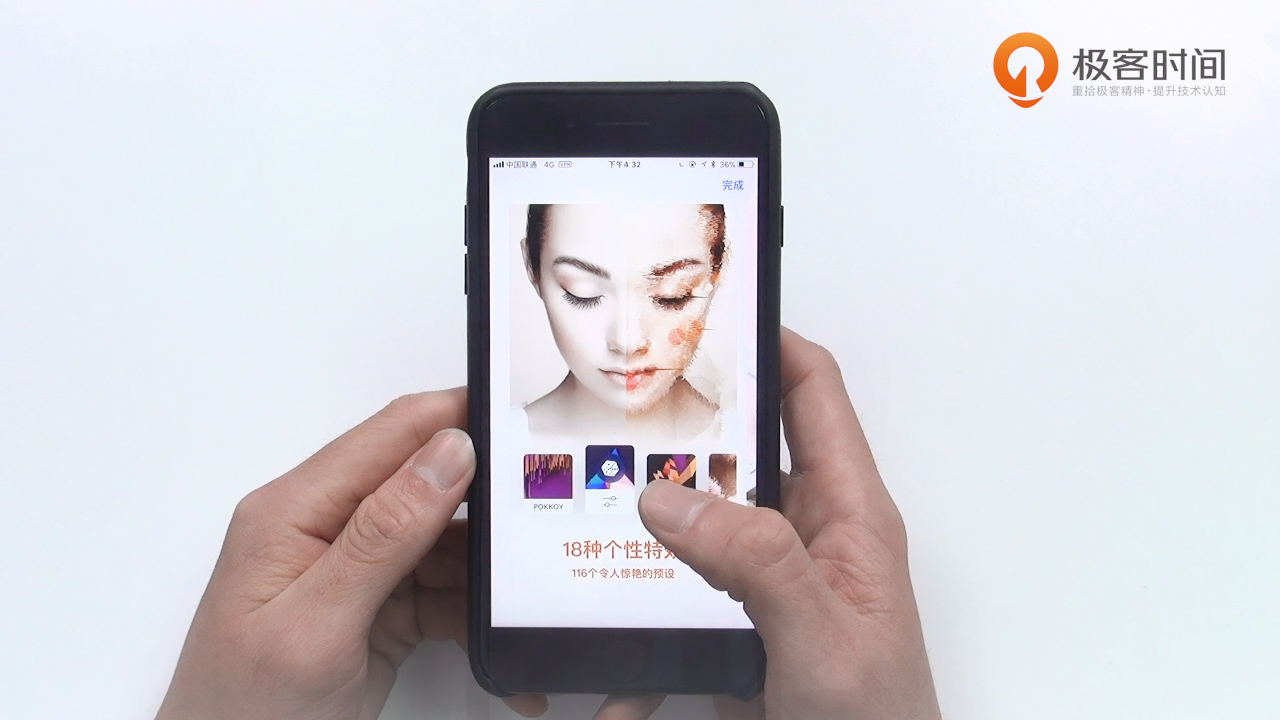 极客时间
重拾极客精神·提升技术认知
中国联通 4G VPN 下午4:32 36%
完成
POKKOY
18种个性特
116个令人惊艳的预设